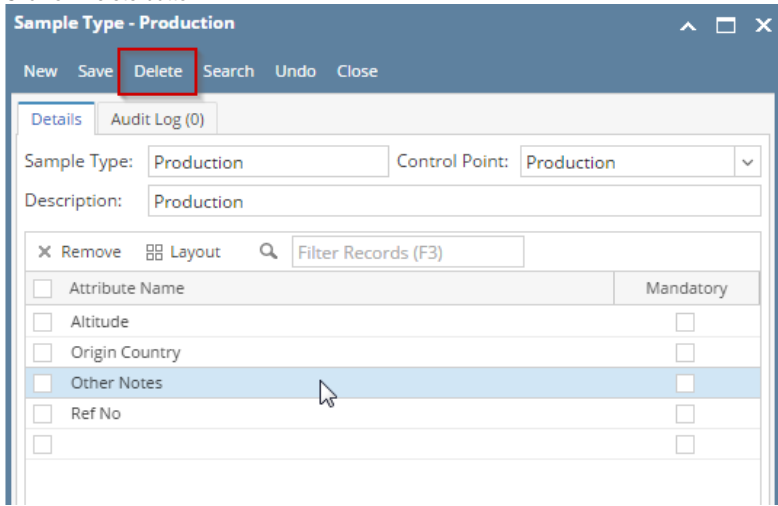 Sample Type - Production
New Save Delete Search Undo Close
Details Audit Log (0)
Sample Type: Production Control Point: Production
Description: Production
Remove Layout Filter Records (F3)
Attribute Name Mandatory
Altitude
Origin Country
Other Notes
Ref No